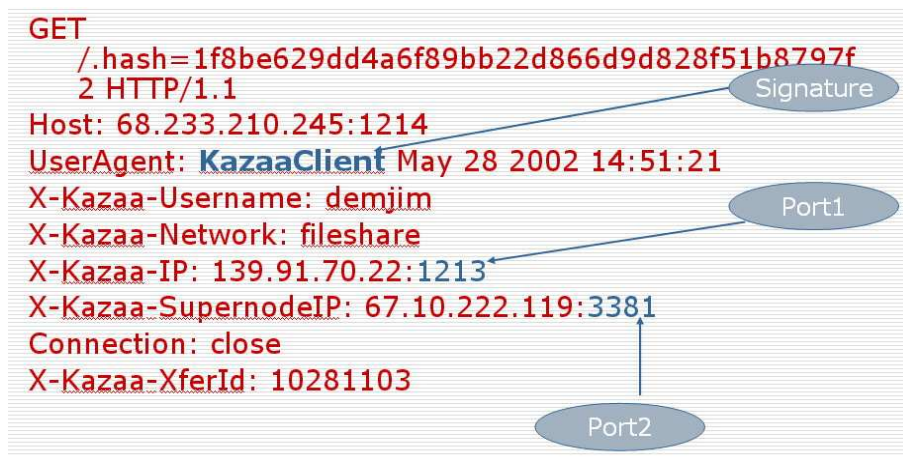 GET
/.hash=1f8be629dd4a6f89bb22d866d9d828f51b8797f
2 HTTP/1.1
Signature
Host: 68.233.210.245:1214
UserAgent: KazaaClient May 28 2002 14:51:21
X-Kazaa-Username: demjim
Port1
X-Kazaa-Network: fileshare
X-Kazaa-IP: 139.91.70.22:1213
X-Kazaa-SupernodeIP: 67.10.222.119:3381
Connection: close
X-Kazaa-XferId: 10281103
Port2